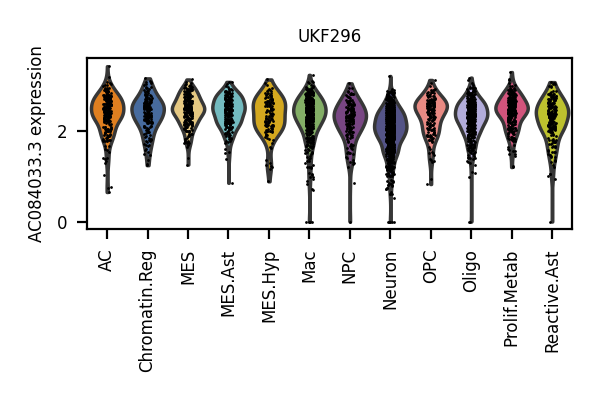 UKF296
AC084033.3 expression
2
0
AC
Chromatin.Reg
MES
MES.Ast
MES.Hyp
Mac
NPC
Neuron
OPC
Oligo
Prolif.Metab
Reactive.Ast